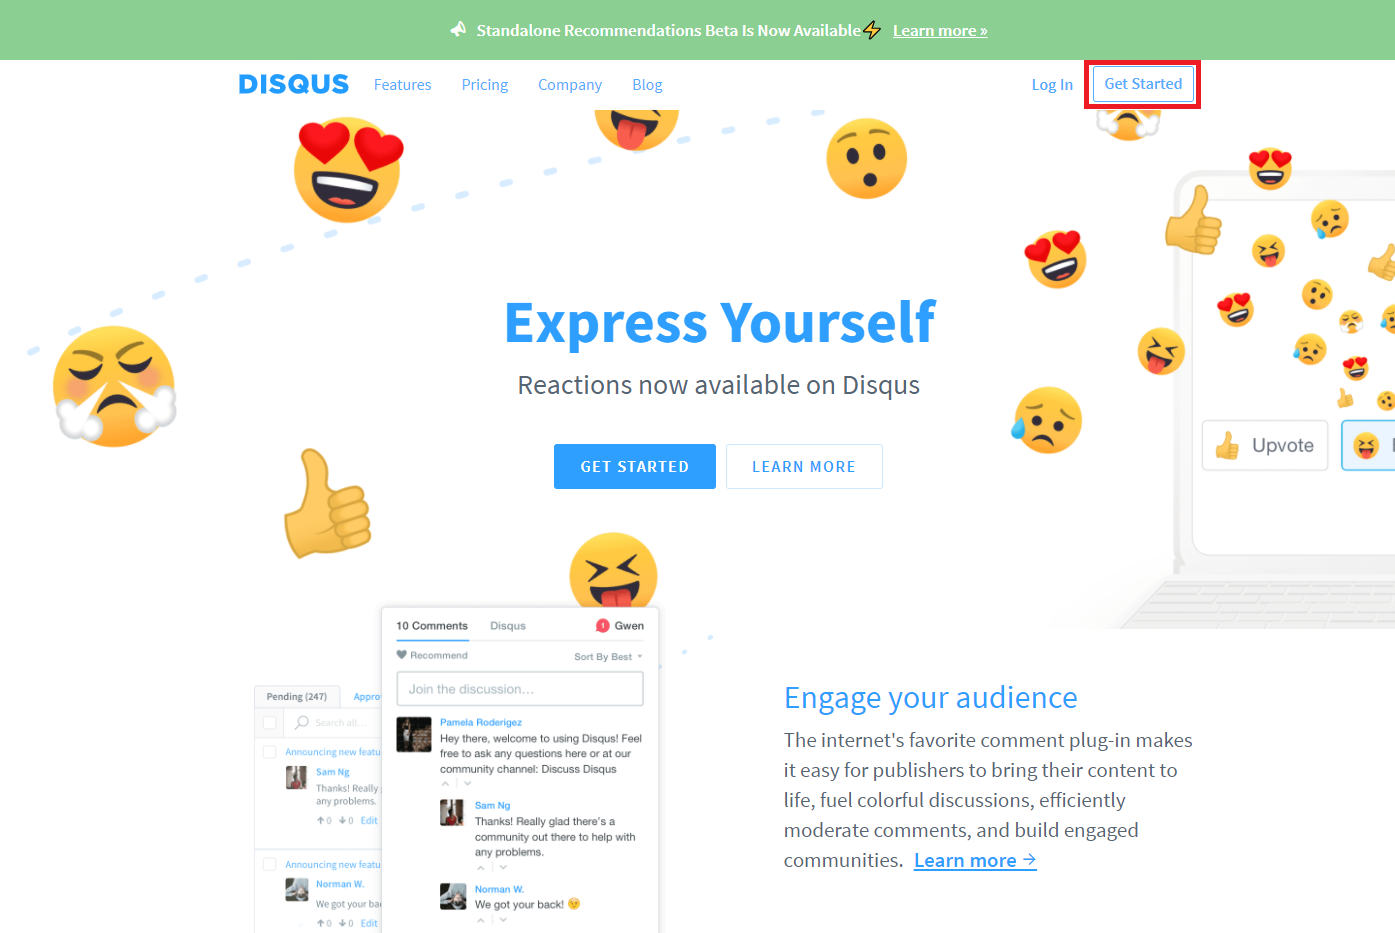 Standalone Recommendations Beta Is Now Available⚡ Learn more »
DISQUS Features Pricing Company Blog Log In Get Started
Express Yourself
Reactions now available on Disqus
GET STARTED LEARN MORE
Upvote
10 Comments Disqus 1 Gwen
Recommend Sort By Best
Join the discussion...
Pamela Roderigez
Hey there, welcome to using Disqus! Feel
free to ask any questions here or at our
community channel: Discuss Disqus
Sam Ng
Thanks! Really glad there's a
community out there to help with
any problems.
Norman W.
We got your back! 😚
Pending (247) Appro
Search all...
Announcing new featu
Sam Ng
Thanks! Really
any problems.
0 0 Edit
Announcing new featu
Norman W.
We got your ba
0 0 Edit
Engage your audience
The internet's favorite comment plug-in makes
it easy for publishers to bring their content to
life, fuel colorful discussions, efficiently
moderate comments, and build engaged
communities. Learn more →